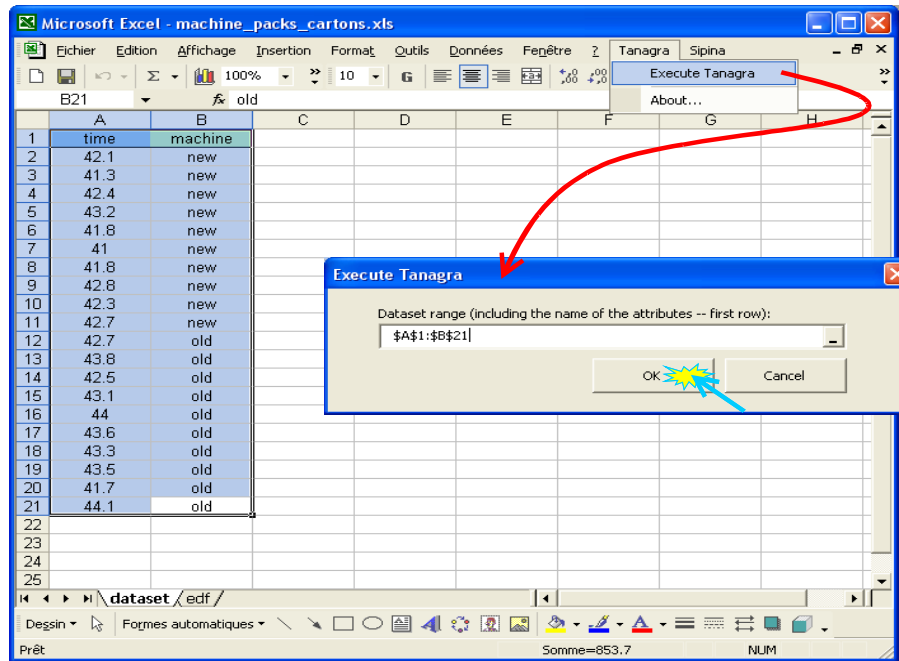 Microsoft Excel - machine_packs_cartons.xls
Fichier Edition Affichage Insertion Format Outils Données Fenêtre ? Tanagra Sipina
100% 10 G
Execute Tanagra
About...
B21 fx old
A B C D E F G H
1 time machine
2 42.1 new
3 41.3 new
4 42.4 new
5 43.2 new
6 41.8 new
7 41 new
8 41.8 new
9 42.8 new
10 42.3 new
11 42.7 new
12 42.7 old
13 43.8 old
14 42.5 old
15 43.1 old
16 44 old
17 43.6 old
18 43.3 old
19 43.5 old
20 41.7 old
21 44.1 old
22
23
24
25
Execute Tanagra
Dataset range (including the name of the attributes -- first row):
$A$1:$B$21
OK Cancel
dataset edf
Dessin Formes automatiques
Prêt Somme=853.7 NUM